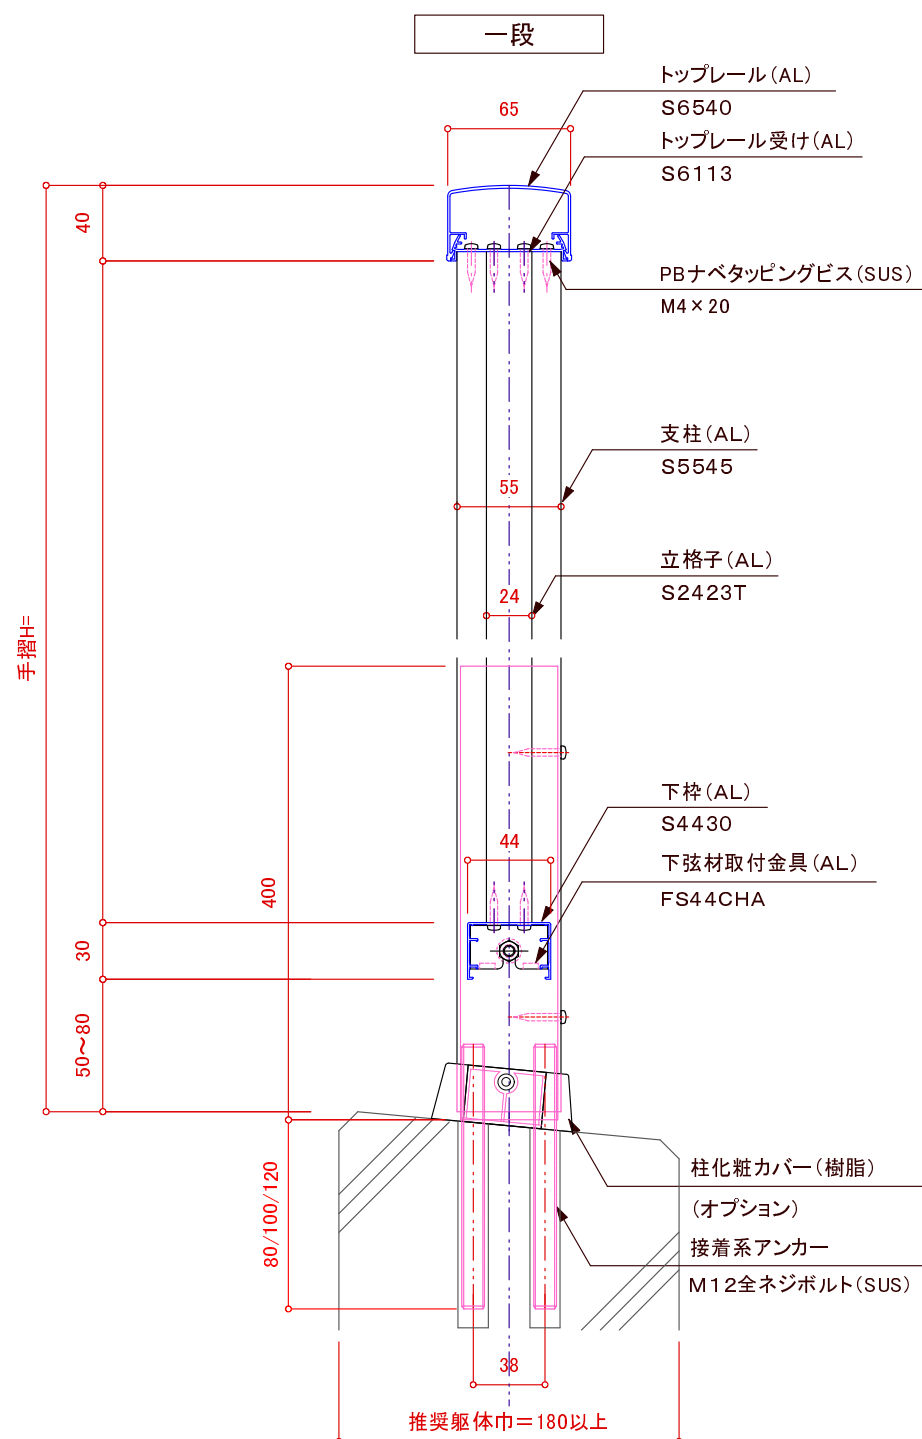 一段
トップレール(AL)
S6540
65
トップレール受け(AL)
S6113
40
PBナベタッピングビス(SUS)
M4×20
支柱(AL)
S5545
55
立格子(AL)
S2423T
24
手摺H=
下枠(AL)
S4430
44
下弦材取付金具(AL)
FS44CHA
400
30
50～80
柱化粧カバー(樹脂)
(オプション)
80/100/120
接着系アンカー
M12全ネジボルト(SUS)
38
推奨躯体巾=180以上